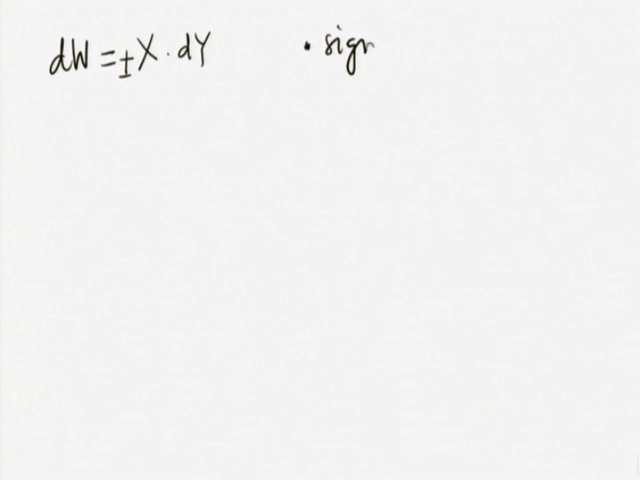 dW = ± X · dY
• sign